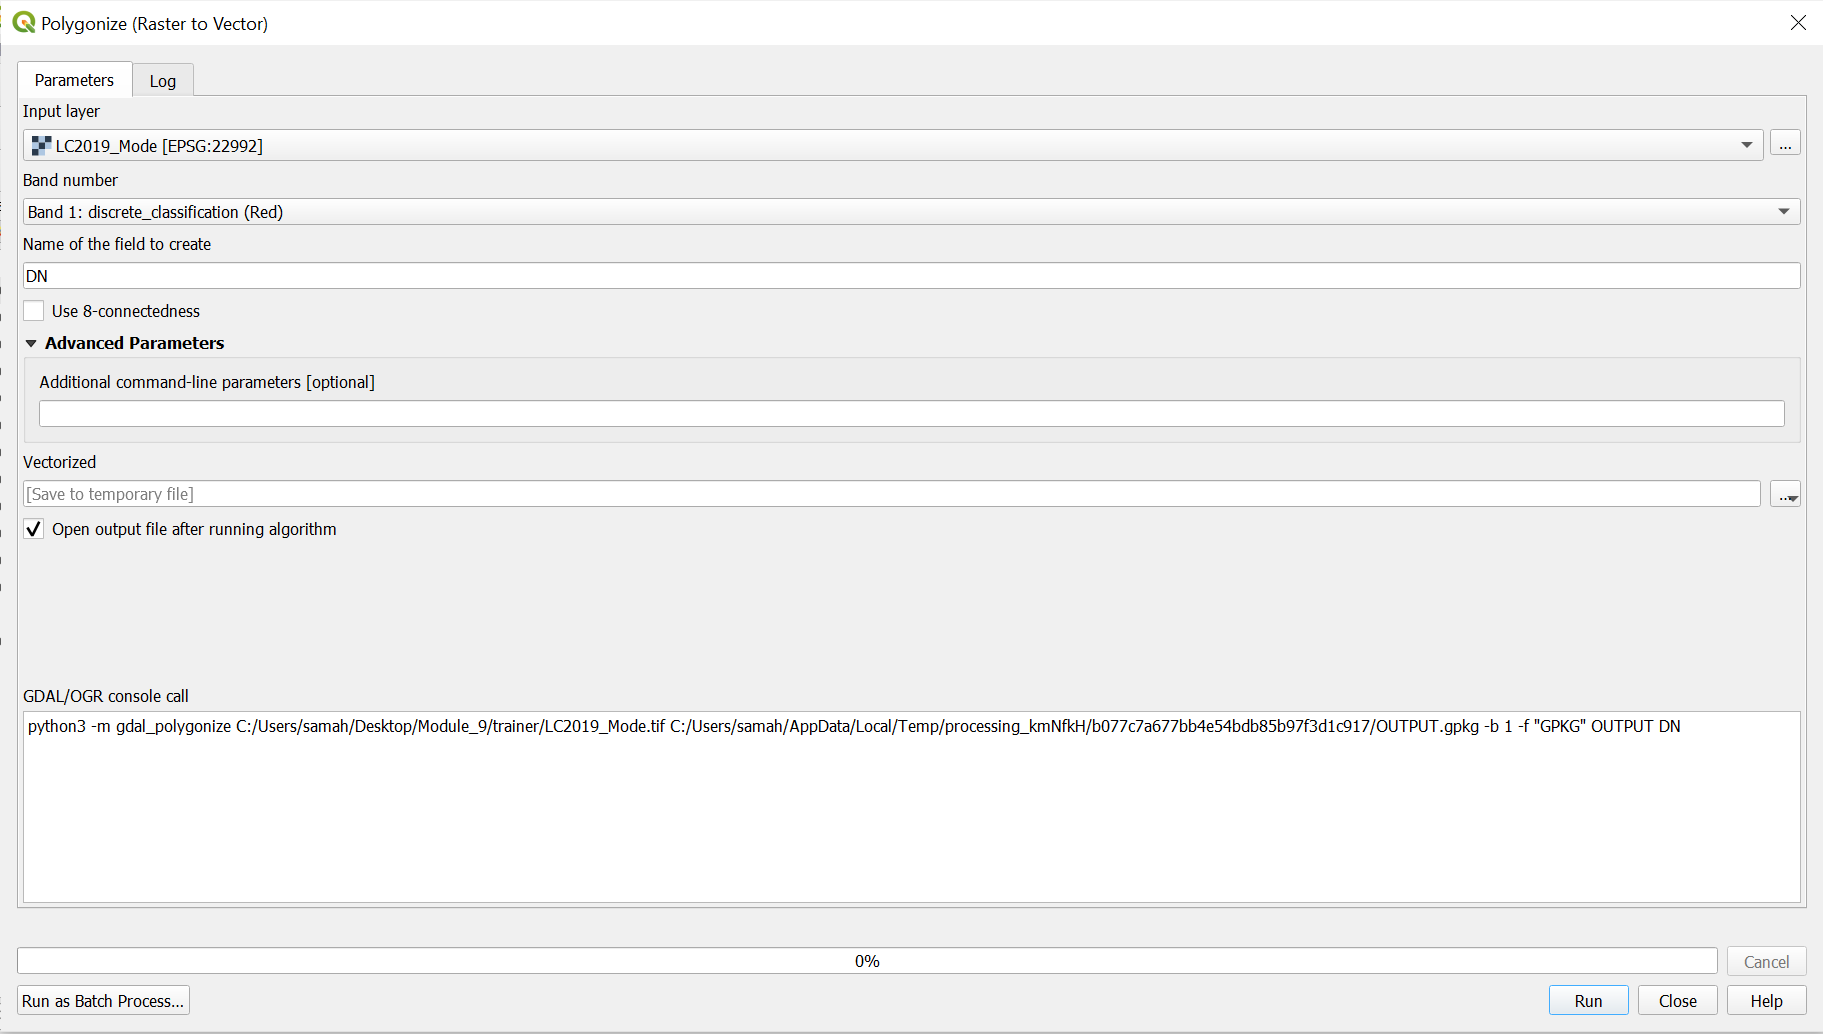 Polygonize (Raster to Vector)
Parameters
Log
Input layer
LC2019_Mode [EPSG:22992]
...
Band number
Band 1: discrete_classification (Red)
Name of the field to create
DN
Use 8-connectedness
Advanced Parameters
Additional command-line parameters [optional]
Vectorized
[Save to temporary file]
...
Open output file after running algorithm
GDAL/OGR console call
python3 -m gdal_polygonize C:/Users/samah/Desktop/Module_9/trainer/LC2019_Mode.tif C:/Users/samah/AppData/Local/Temp/processing_kmNfkH/b077c7a677bb4e54bdb85b97f3d1c917/OUTPUT.gpkg -b 1 -f "GPKG" OUTPUT DN
0%
Cancel
Run as Batch Process...
Run
Close
Help